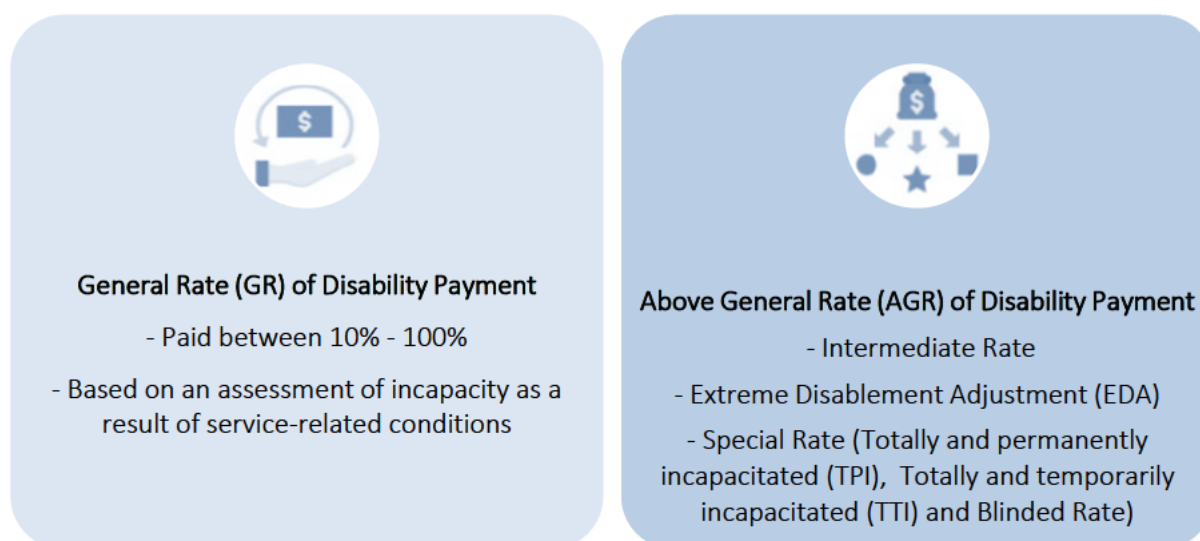 $
General Rate (GR) of Disability Payment
- Paid between 10% - 100%
- Based on an assessment of incapacity as a
result of service-related conditions
$
Above General Rate (AGR) of Disability Payment
- Intermediate Rate
- Extreme Disablement Adjustment (EDA)
- Special Rate (Totally and permanently
incapacitated (TPI),  Totally and temporarily
incapacitated (TTI) and Blinded Rate)